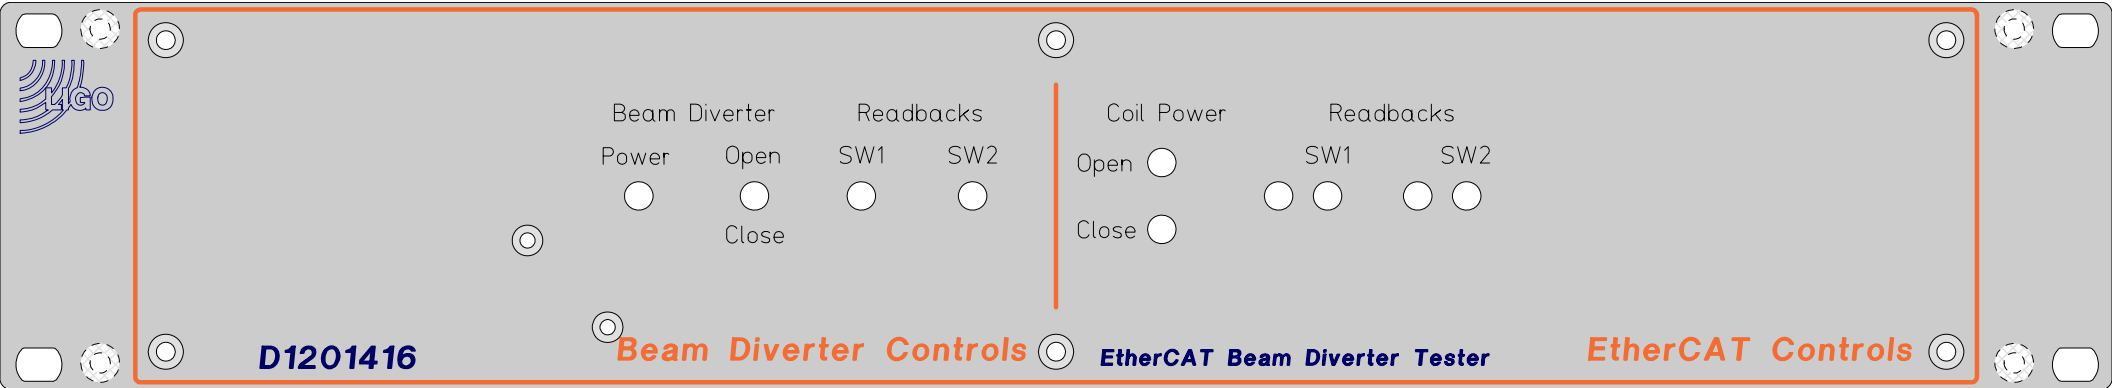 LIGO
Beam Diverter Readbacks
Power Open SW1 SW2
Close
Coil Power Readbacks
Open SW1 SW2
Close
D1201416 Beam Diverter Controls
EtherCAT Beam Diverter Tester EtherCAT Controls